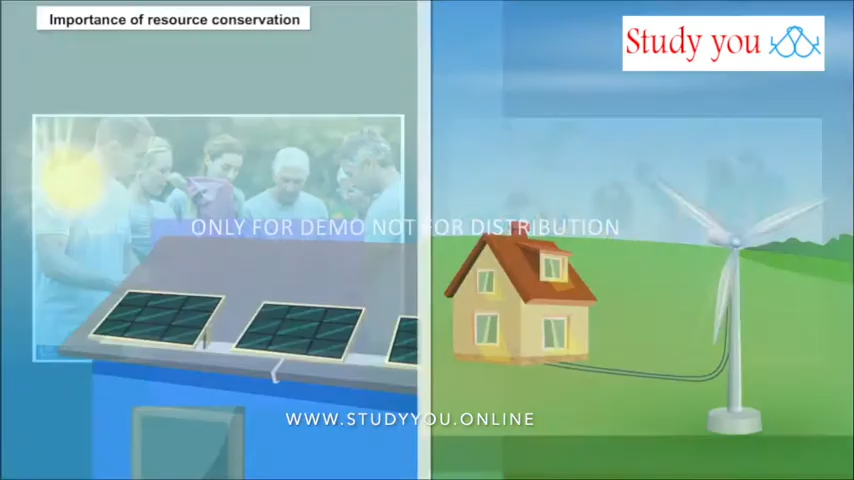 Importance of resource conservation
Study you
ONLY FOR DEMO NOT FOR DISTRIBUTION
WWW.STUDYYOU.ONLINE